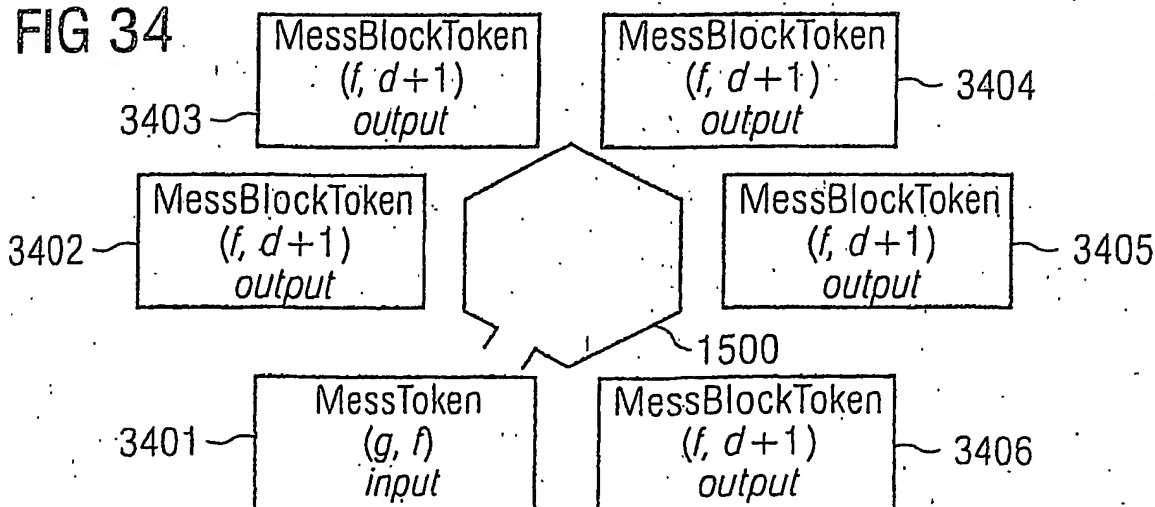 FIG 34
MessBlockToken
(f, d+1)
output
3403
MessBlockToken
(f, d+1)
output
3404
MessBlockToken
(f, d+1)
output
3402
MessBlockToken
(f, d+1)
output
3405
1500
MessToken
(g, f)
input
3401
MessBlockToken
(f, d+1)
output
3406